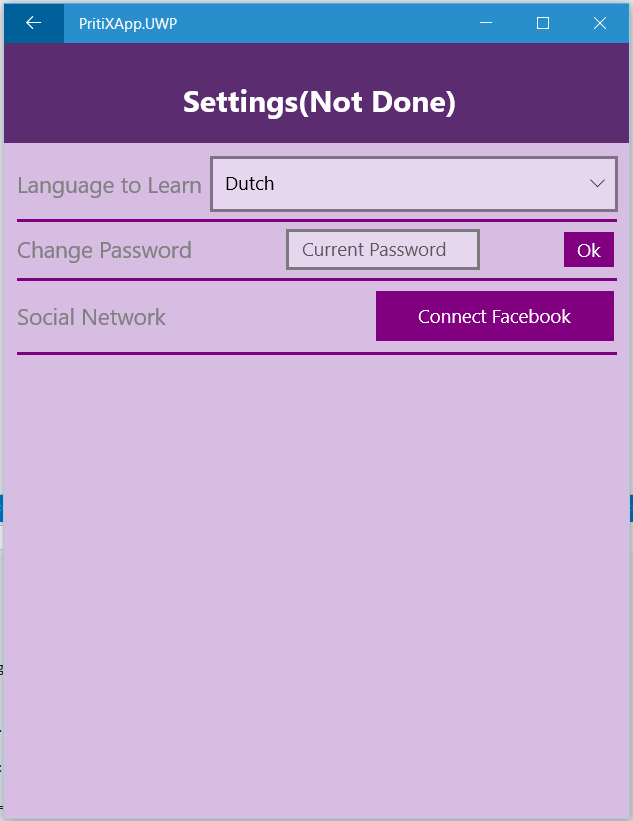 PritiXApp.UWP
Settings(Not Done)
Language to Learn Dutch
Change Password Current Password Ok
Social Network Connect Facebook